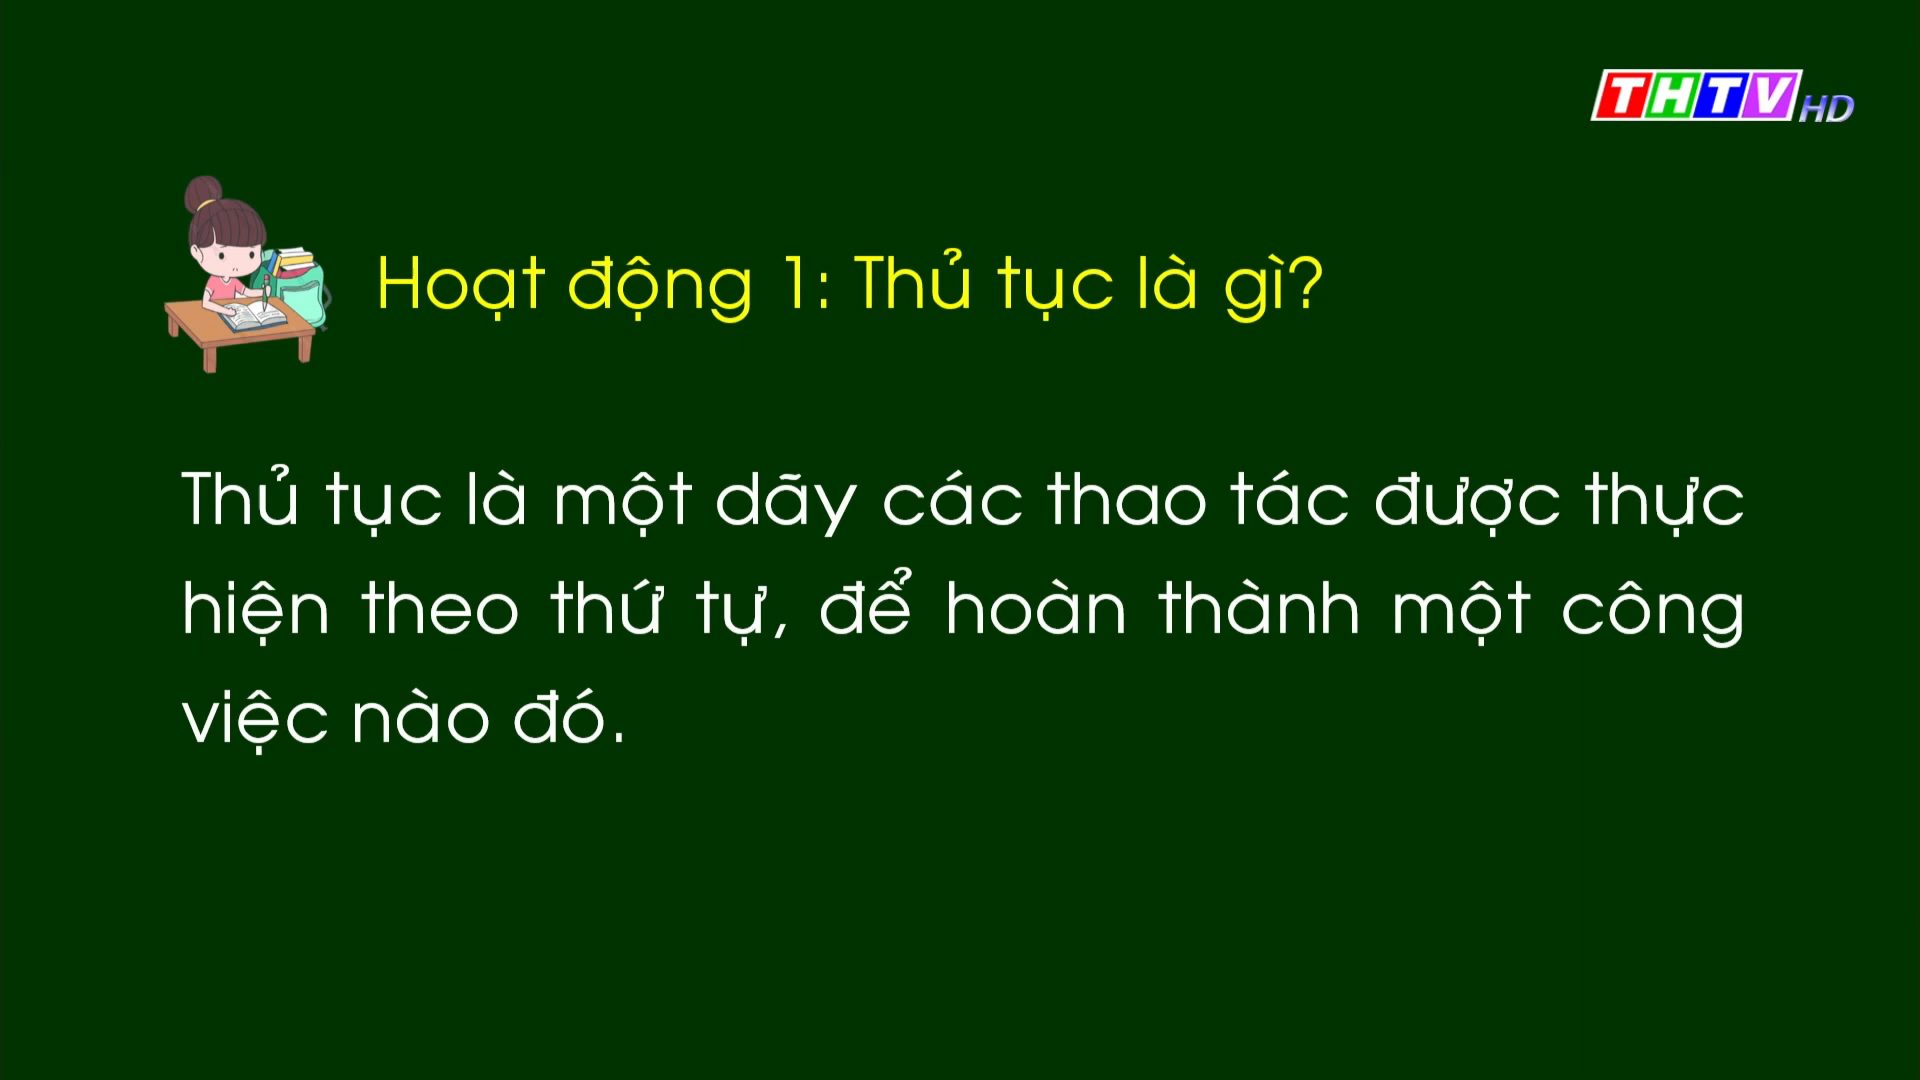 THTV HD
Hoạt động 1: Thủ tục là gì?
Thủ tục là một dãy các thao tác được thực
hiện theo thứ tự, để hoàn thành một công
việc nào đó.